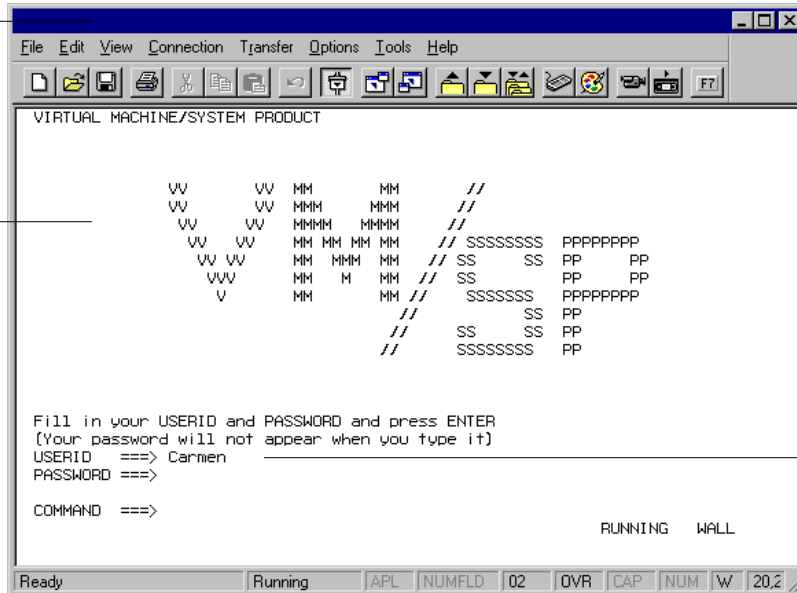 File Edit View Connection Transfer Options Tools Help
F7
VIRTUAL MACHINE/SYSTEM PRODUCT
VV        VV  MM        MM        //
VV        VV  MMM      MMM       //
 VV      VV   MMMM    MMMM      //
  VV    VV    MM MM MM MM     // SSSSSSSS  PPPPPPPP
   VV VV      MM  MMM  MM    // SS      SS  PP      PP
    VVV       MM   M   MM   //  SS          PP      PP
     V        MM       MM  //    SSSSSSS   PPPPPPPP
//            SS  PP
//     SS     SS  PP
//      SSSSSSSS   PP
Fill in your USERID and PASSWORD and press ENTER
(Your password will not appear when you type it)
USERID   ===> Carmen
PASSWORD ===>
COMMAND  ===>
RUNNING   WALL
Ready Running APL NUMFLD 02 OVR CAP NUM W 20,2